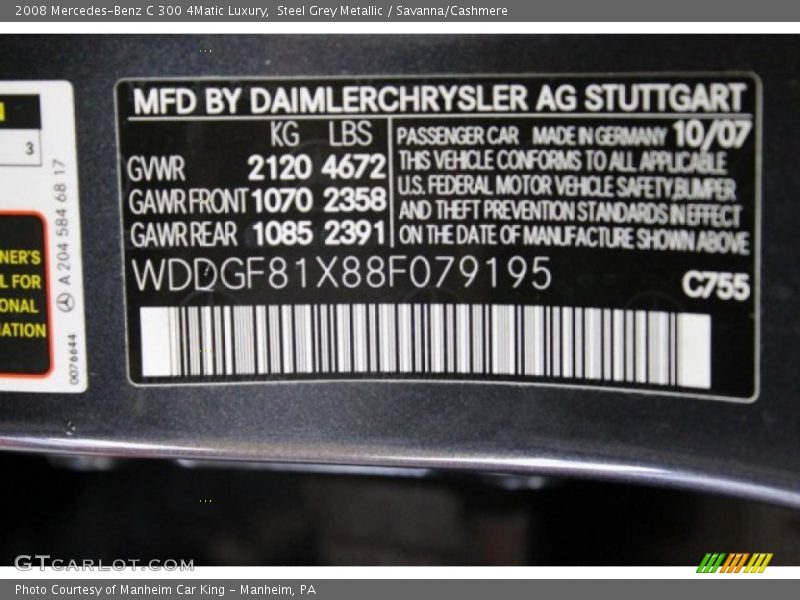 2008 Mercedes-Benz C 300 4Matic Luxury,  Steel Grey Metallic / Savanna/Cashmere
MFD BY DAIMLERCHRYSLER AG STUTTGART
KG LBS
GVWR 2120 4672
GAWR FRONT 1070 2358
GAWR REAR 1085 2391
PASSENGER CAR MADE IN GERMANY 10/07
THIS VEHICLE CONFORMS TO ALL APPLICABLE
U.S. FEDERAL MOTOR VEHICLE SAFETY,BUMPER
AND THEFT PREVENTION STANDARDS IN EFFECT
ON THE DATE OF MANUFACTURE SHOWN ABOVE
WDDGF81X88F079195
C755
3
NER'S
L FOR
ONAL
ATION
A 204 584 68 17
0076644
GTCARLOT.COM
Photo Courtesy of Manheim Car King - Manheim, PA